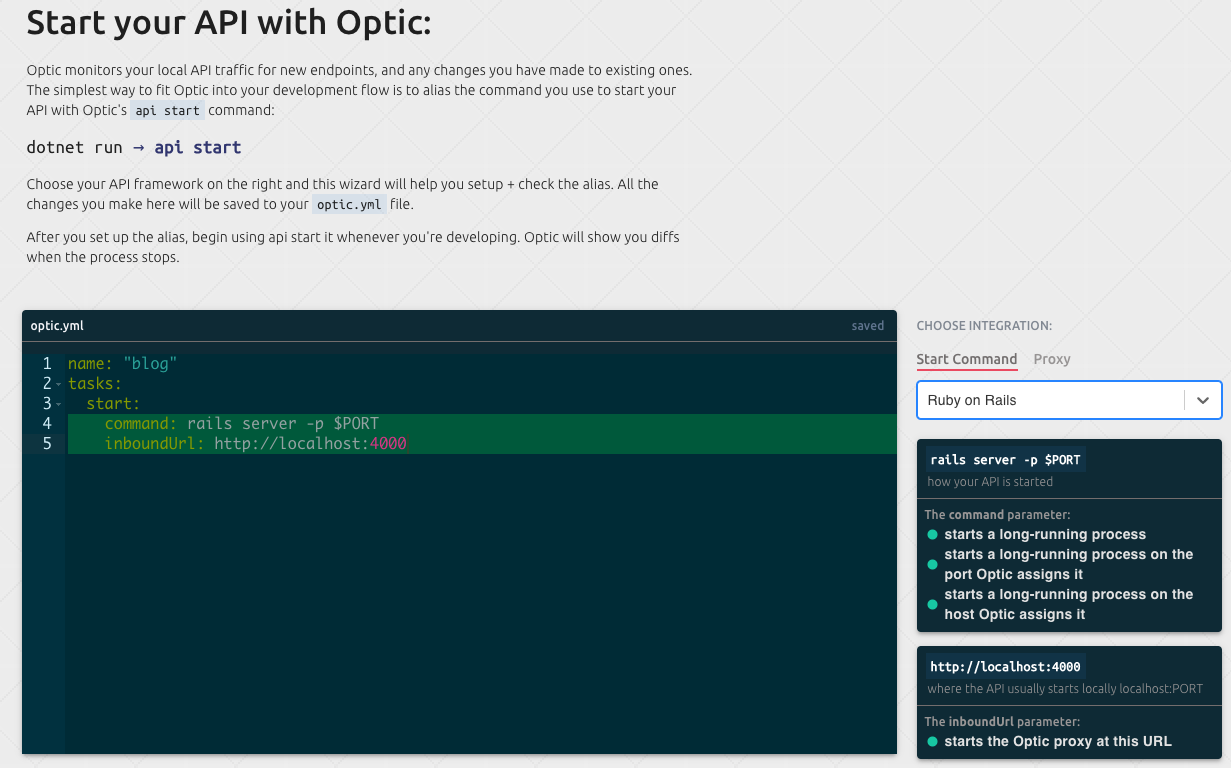 Start your API with Optic:
Optic monitors your local API traffic for new endpoints, and any changes you have made to existing ones.
The simplest way to fit Optic into your development flow is to alias the command you use to start your
API with Optic's api start command:
dotnet run → api start
Choose your API framework on the right and this wizard will help you setup + check the alias. All the
changes you make here will be saved to your optic.yml file.
After you set up the alias, begin using api start it whenever you're developing. Optic will show you diffs
when the process stops.
optic.yml saved
1 name: "blog"
2 tasks:
3 start:
4 command: rails server -p $PORT
5 inboundUrl: http://localhost:4000
CHOOSE INTEGRATION:
Start Command Proxy
Ruby on Rails
rails server -p $PORT
how your API is started
The command parameter:
starts a long-running process
starts a long-running process on the
port Optic assigns it
starts a long-running process on the
host Optic assigns it
http://localhost:4000
where the API usually starts locally localhost:PORT
The inboundUrl parameter:
starts the Optic proxy at this URL